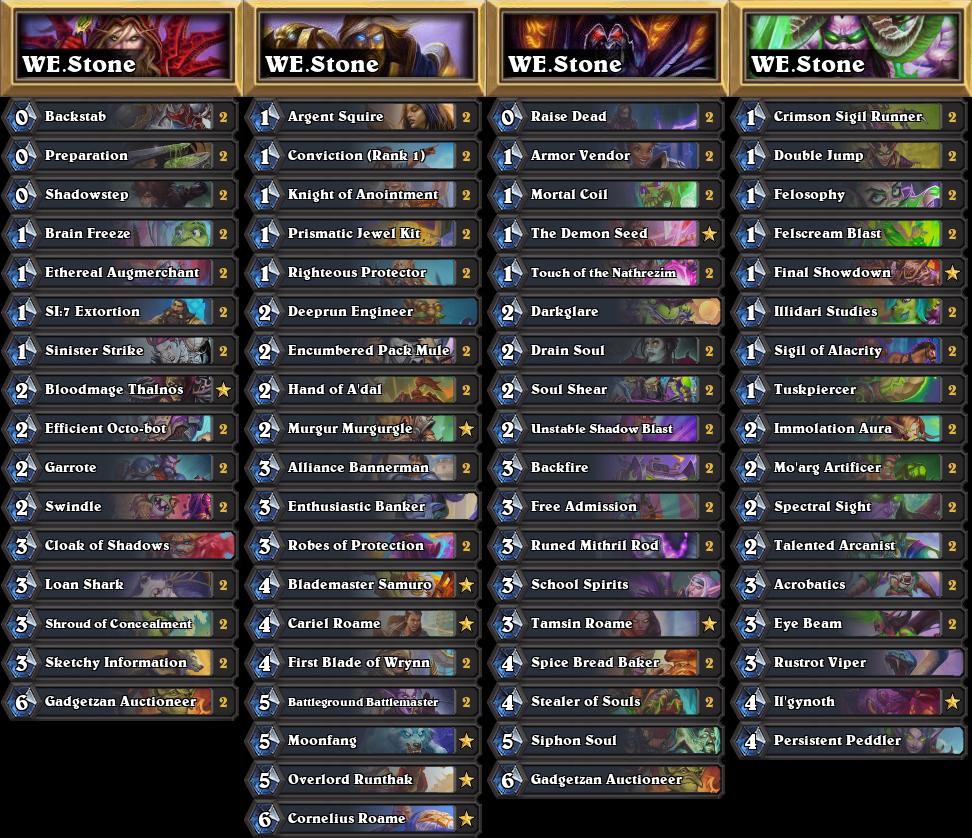 WE.Stone
0 Backstab 2
0 Preparation 2
0 Shadowstep 2
1 Brain Freeze 2
1 Ethereal Augmerchant 2
1 SI:7 Extortion 2
1 Sinister Strike 2
2 Bloodmage Thalnos
2 Efficient Octo-bot 2
2 Garrote 2
2 Swindle 2
3 Cloak of Shadows
3 Loan Shark 2
3 Shroud of Concealment 2
3 Sketchy Information 2
6 Gadgetzan Auctioneer 2
WE.Stone
1 Argent Squire 2
1 Conviction (Rank 1) 2
1 Knight of Anointment 2
1 Prismatic Jewel Kit 2
1 Righteous Protector 2
2 Deeprun Engineer
2 Encumbered Pack Mule 2
2 Hand of A'dal 2
2 Murgur Murgurgle
3 Alliance Bannerman 2
3 Enthusiastic Banker
3 Robes of Protection 2
4 Blademaster Samuro
4 Cariel Roame
4 First Blade of Wrynn 2
5 Battleground Battlemaster 2
5 Moonfang
5 Overlord Runthak
6 Cornelius Roame
WE.Stone
0 Raise Dead 2
1 Armor Vendor 2
1 Mortal Coil 2
1 The Demon Seed
1 Touch of the Nathrezim 2
2 Darkglare
2 Drain Soul 2
2 Soul Shear 2
2 Unstable Shadow Blast 2
3 Backfire 2
3 Free Admission 2
3 Runed Mithril Rod 2
3 School Spirits
3 Tamsin Roame
4 Spice Bread Baker 2
4 Stealer of Souls 2
5 Siphon Soul
6 Gadgetzan Auctioneer
WE.Stone
1 Crimson Sigil Runner 2
1 Double Jump 2
1 Felosophy 2
1 Felscream Blast 2
1 Final Showdown
1 Illidari Studies 2
1 Sigil of Alacrity 2
1 Tuskpiercer 2
2 Immolation Aura 2
2 Mo'arg Artificer 2
2 Spectral Sight 2
2 Talented Arcanist 2
3 Acrobatics 2
3 Eye Beam 2
3 Rustrot Viper
4 Il'gynoth
4 Persistent Peddler